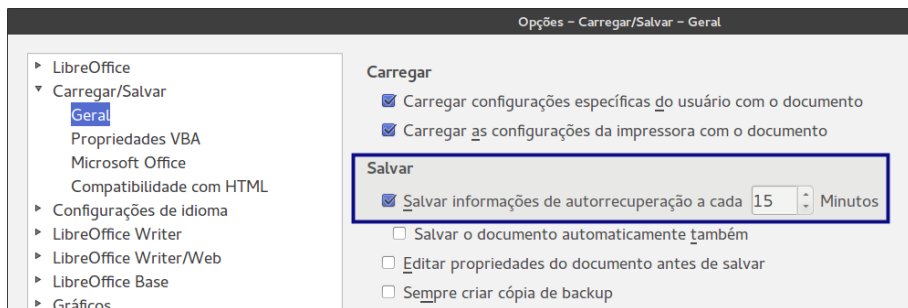 Opções – Carregar/Salvar – Geral
LibreOffice
Carregar/Salvar
Geral
Propriedades VBA
Microsoft Office
Compatibilidade com HTML
Configurações de idioma
LibreOffice Writer
LibreOffice Writer/Web
LibreOffice Base
Gráficos
Carregar
Carregar configurações específicas do usuário com o documento
Carregar as configurações da impressora com o documento
Salvar
Salvar informações de autorrecuperação a cada 15 Minutos
Salvar o documento automaticamente também
Editar propriedades do documento antes de salvar
Sempre criar cópia de backup